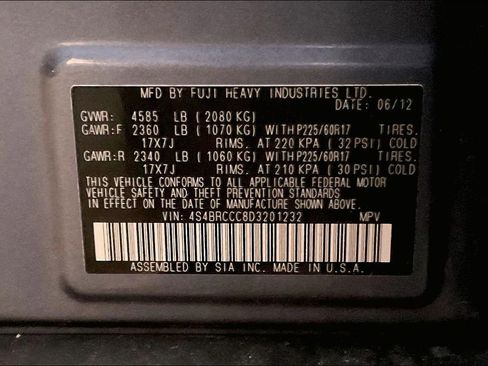 MFD BY FUJI HEAVY INDUSTRIES LTD.
DATE: 06/12
GVWR: 4585 LB ( 2080 KG)
GAWR:F 2360 LB ( 1070 KG) WITH P225/60R17 TIRES,
17X7J RIMS, AT 220 KPA ( 32 PSI) COLD
GAWR:R 2340 LB ( 1060 KG) WITH P225/60R17 TIRES,
17X7J RIMS, AT 210 KPA ( 30 PSI) COLD
THIS VEHICLE CONFORMS TO ALL APPLICABLE FEDERAL MOTOR
VEHICLE SAFETY AND THEFT PREVENTION STANDARDS
IN EFFECT ON THE DATE OF MANUFACTURE SHOWN ABOVE.
VIN: 4S4BRCCC8D3201232 MPV
ASSEMBLED BY SIA INC. MADE IN U.S.A.